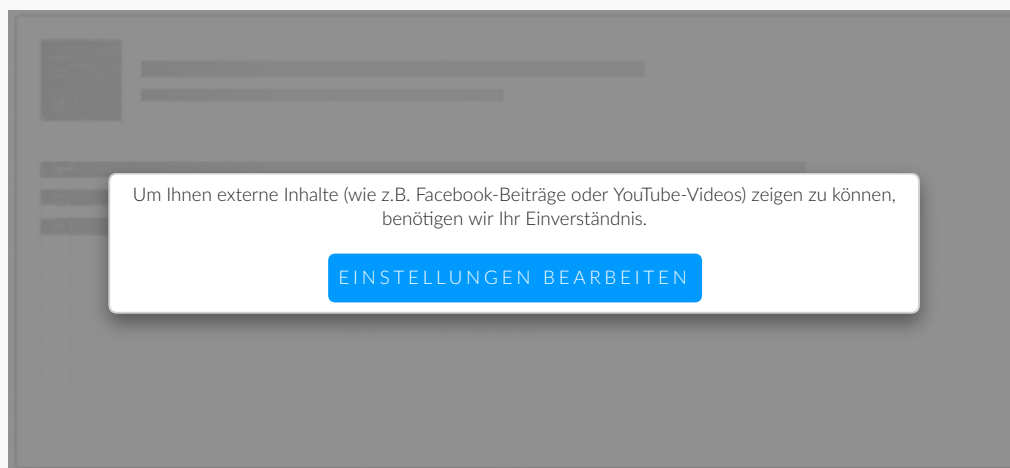 Um Ihnen externe Inhalte (wie z.B. Facebook-Beiträge oder YouTube-Videos) zeigen zu können,
benötigen wir Ihr Einverständnis.
EINSTELLUNGEN BEARBEITEN